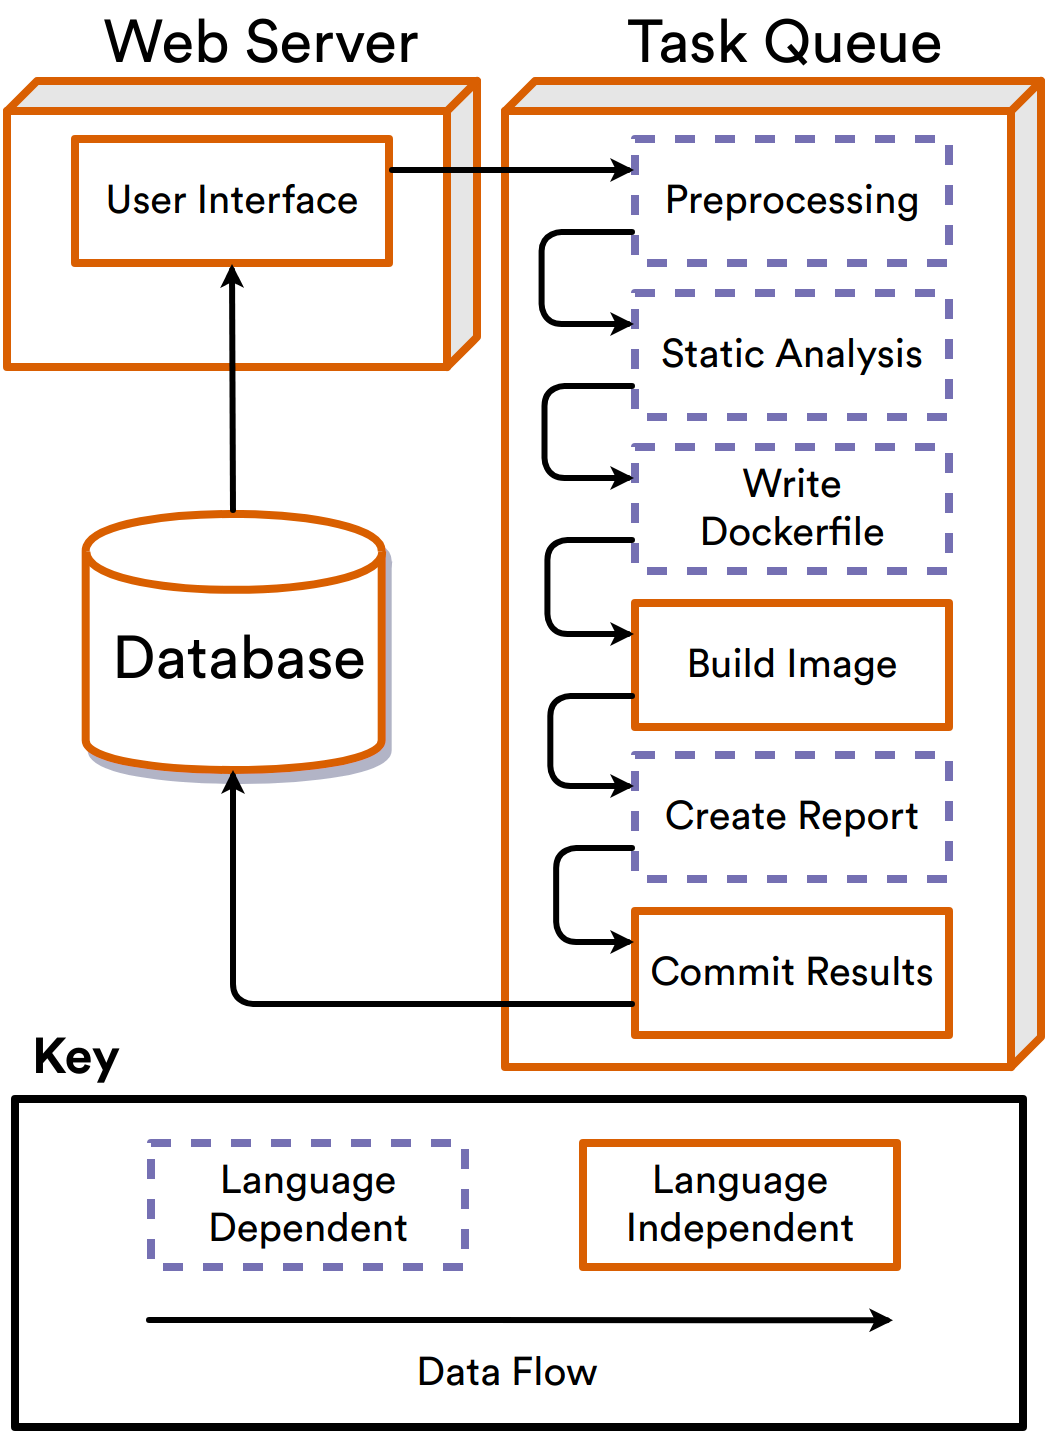 Web Server
Task Queue
User Interface
Preprocessing
Static Analysis
Write
Dockerfile
Build Image
Create Report
Commit Results
Database
Key
Language
Dependent
Language
Independent
Data Flow